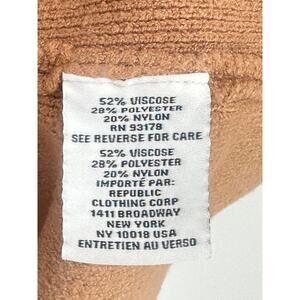 52% VISCOSE
28% POLYESTER
20% NYLON
RN 93178
SEE REVERSE FOR CARE
52% VISCOSE
28% POLYESTER
20% NYLON
IMPORTÉ PAR:
REPUBLIC
CLOTHING CORP
1411 BROADWAY
NEW YORK
NY 10018 USA
ENTRETIEN AU VERSO